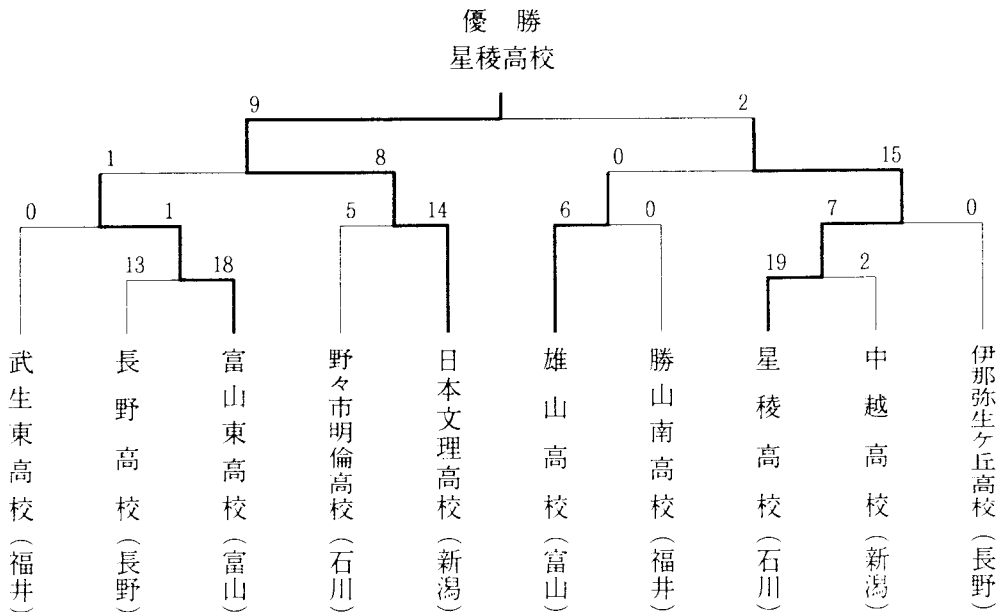 優勝
星稜高校
9 2
1 8 0 15
0 1 5 14 6 0 7 0
13 18 19 2
武生東高校(福井)
長野高校(長野)
富山東高校(富山)
野々市明倫高校(石川)
日本文理高校(新潟)
雄山高校(富山)
勝山南高校(福井)
星稜高校(石川)
中越高校(新潟)
伊那弥生ケ丘高校(長野)